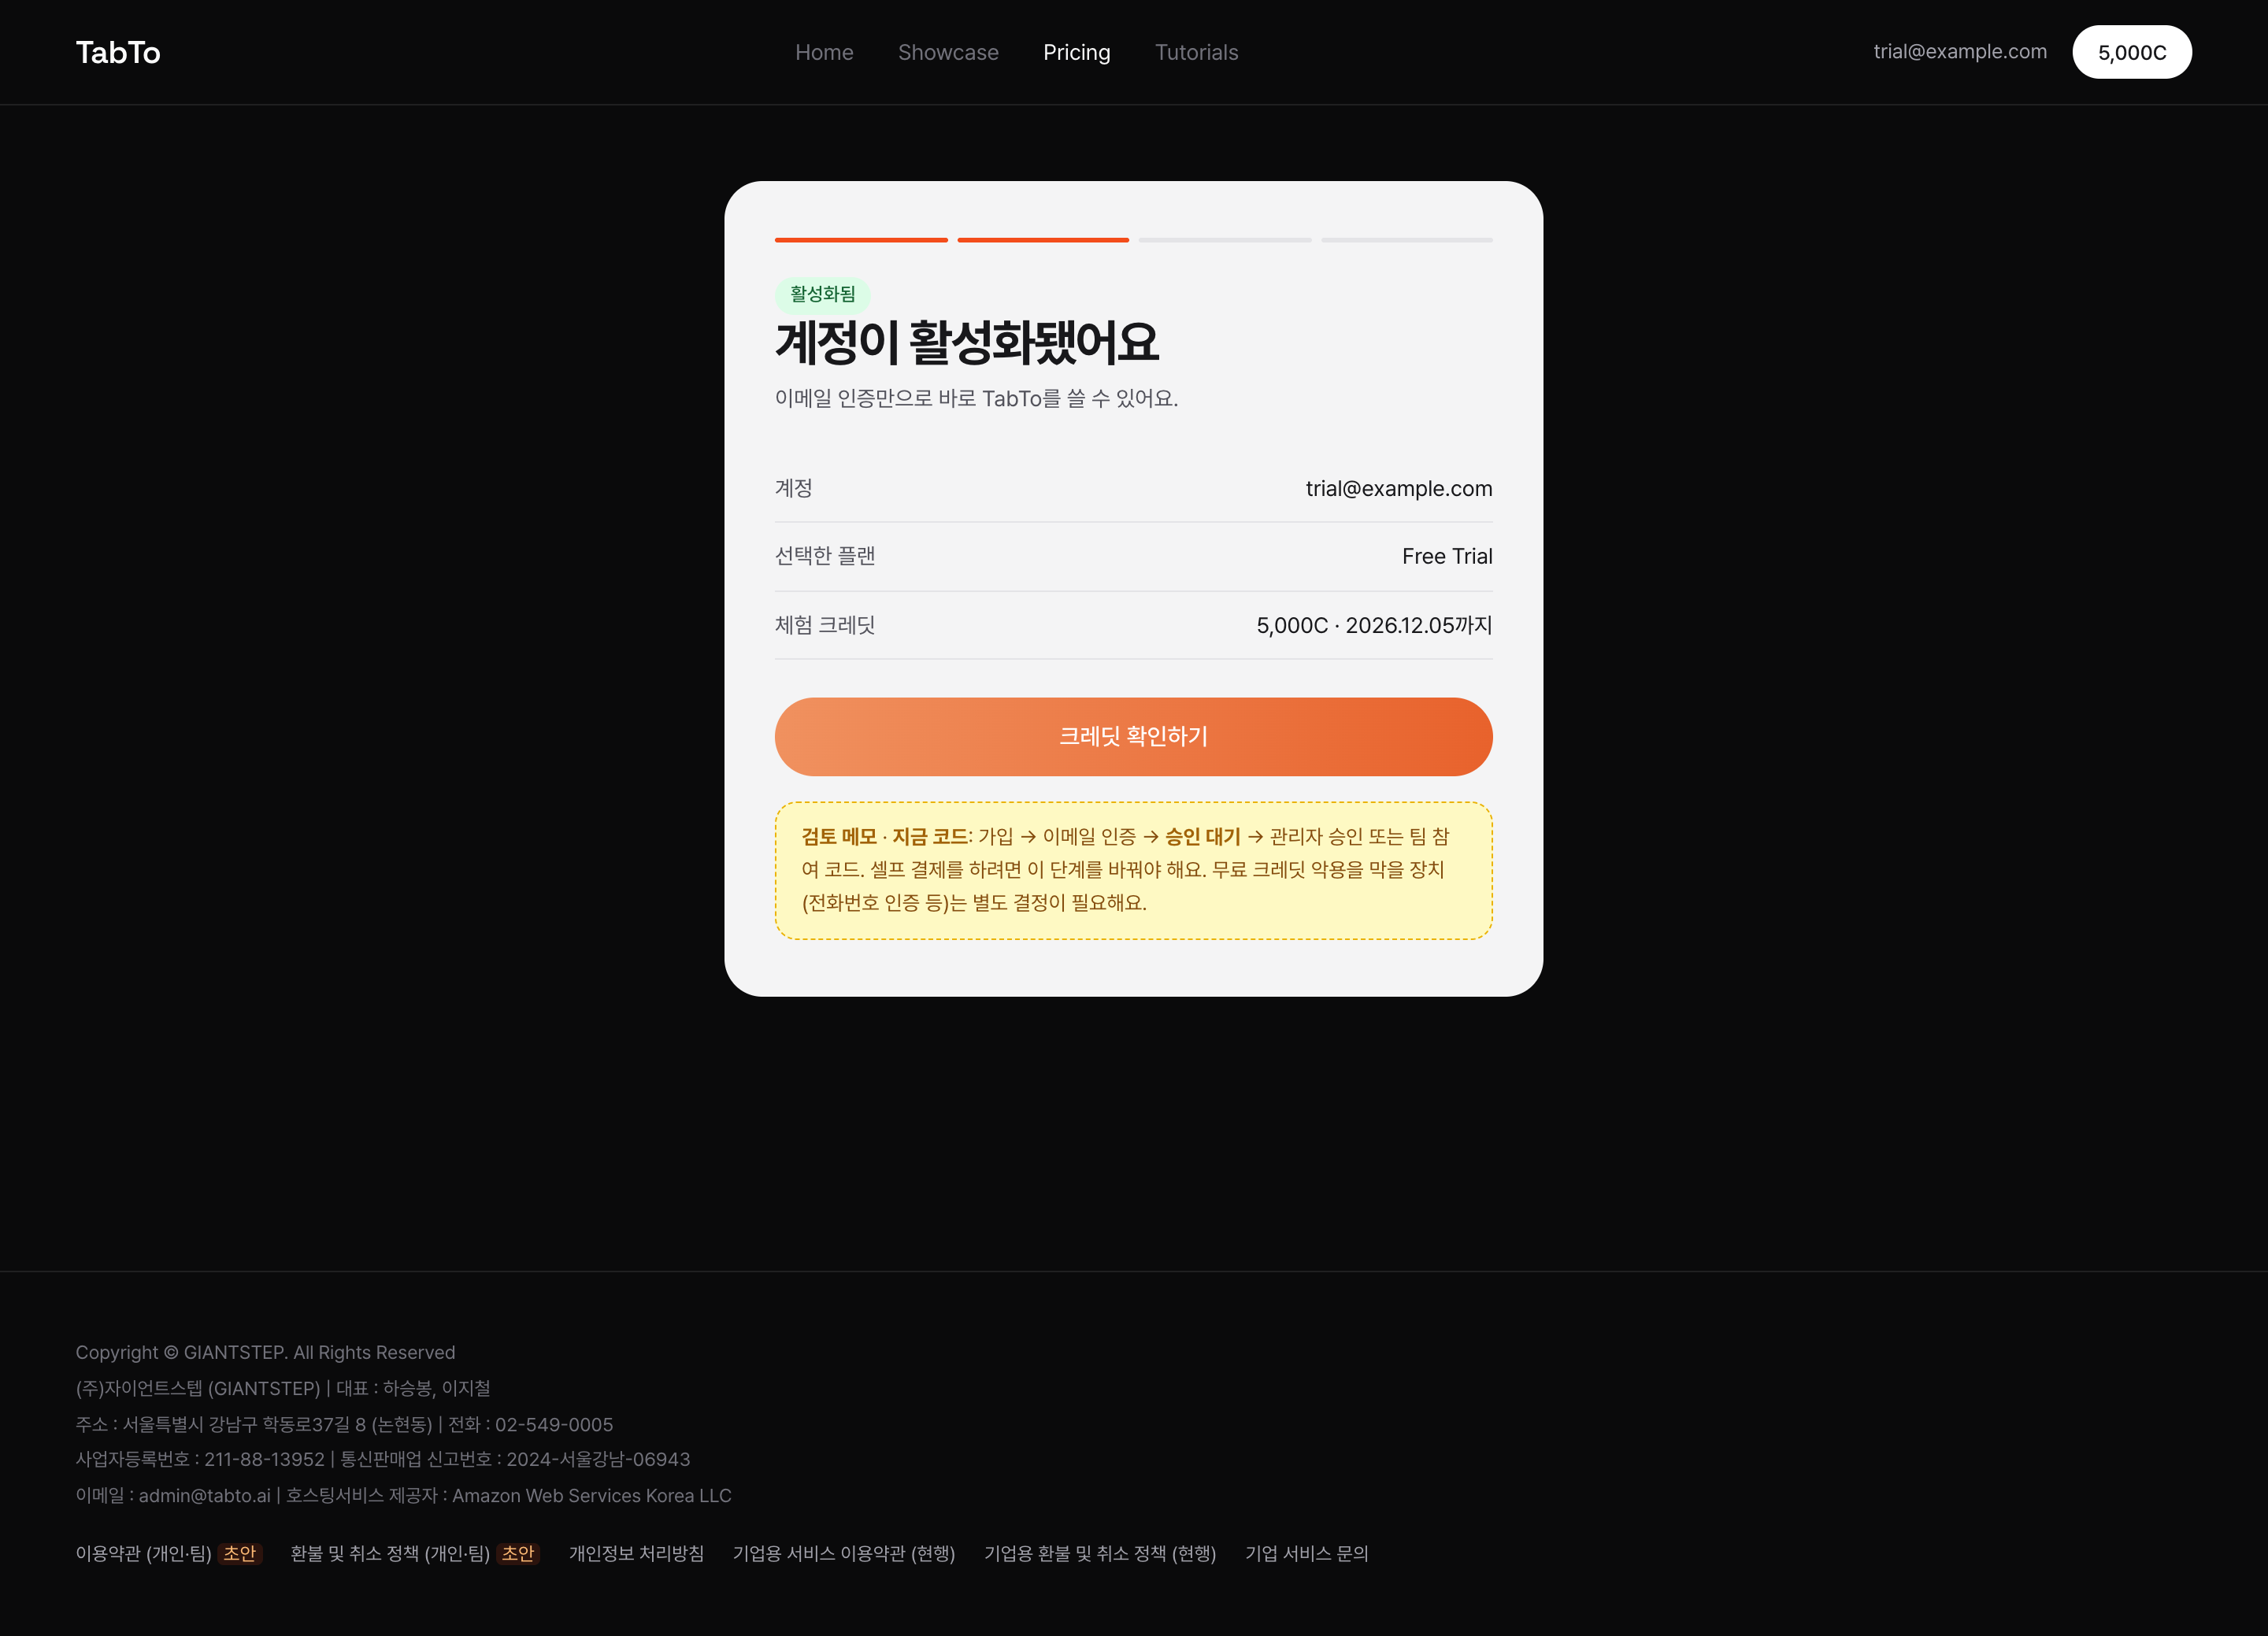 TabTo
Home
Showcase
Pricing
Tutorials
trial@example.com
5,000C
활성화됨
계정이 활성화됐어요
이메일 인증만으로 바로 TabTo를 쓸 수 있어요.
계정
trial@example.com
선택한 플랜
Free Trial
체험 크레딧
5,000C · 2026.12.05까지
크레딧 확인하기
검토 메모 · 지금 코드: 가입 → 이메일 인증 → 승인 대기 → 관리자 승인 또는 팀 참
여 코드. 셀프 결제를 하려면 이 단계를 바꿔야 해요. 무료 크레딧 악용을 막을 장치
(전화번호 인증 등)는 별도 결정이 필요해요.
Copyright © GIANTSTEP. All Rights Reserved
(주)자이언트스텝 (GIANTSTEP) | 대표 : 하승봉, 이지철
주소 : 서울특별시 강남구 학동로37길 8 (논현동) | 전화 : 02-549-0005
사업자등록번호 : 211-88-13952 | 통신판매업 신고번호 : 2024-서울강남-06943
이메일 : admin@tabto.ai | 호스팅서비스 제공자 : Amazon Web Services Korea LLC
이용약관 (개인·팀) 초안
환불 및 취소 정책 (개인·팀) 초안
개인정보 처리방침
기업용 서비스 이용약관 (현행)
기업용 환불 및 취소 정책 (현행)
기업 서비스 문의